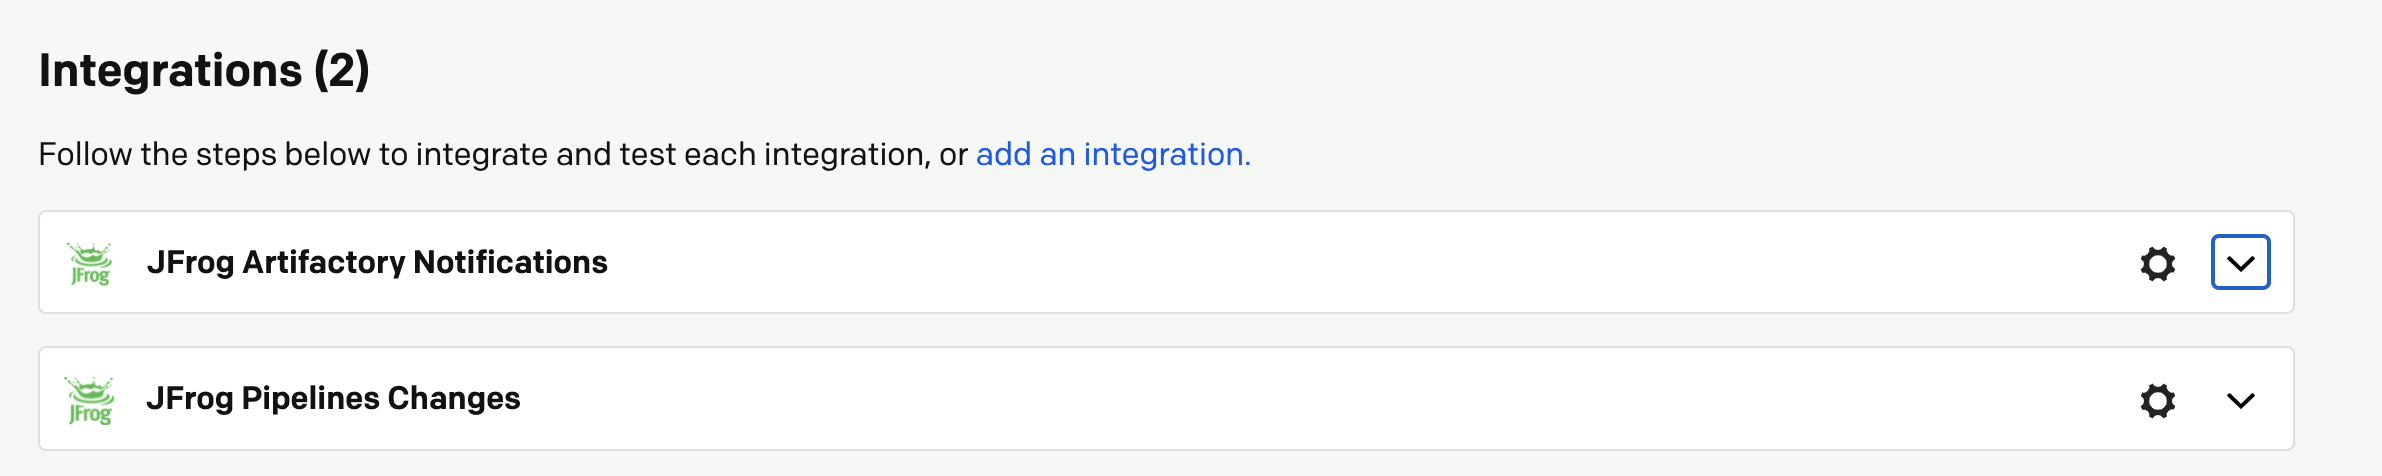 Integrations (2)
Follow the steps below to integrate and test each integration, or add an integration.
JFrog
JFrog Artifactory Notifications
JFrog
JFrog Pipelines Changes